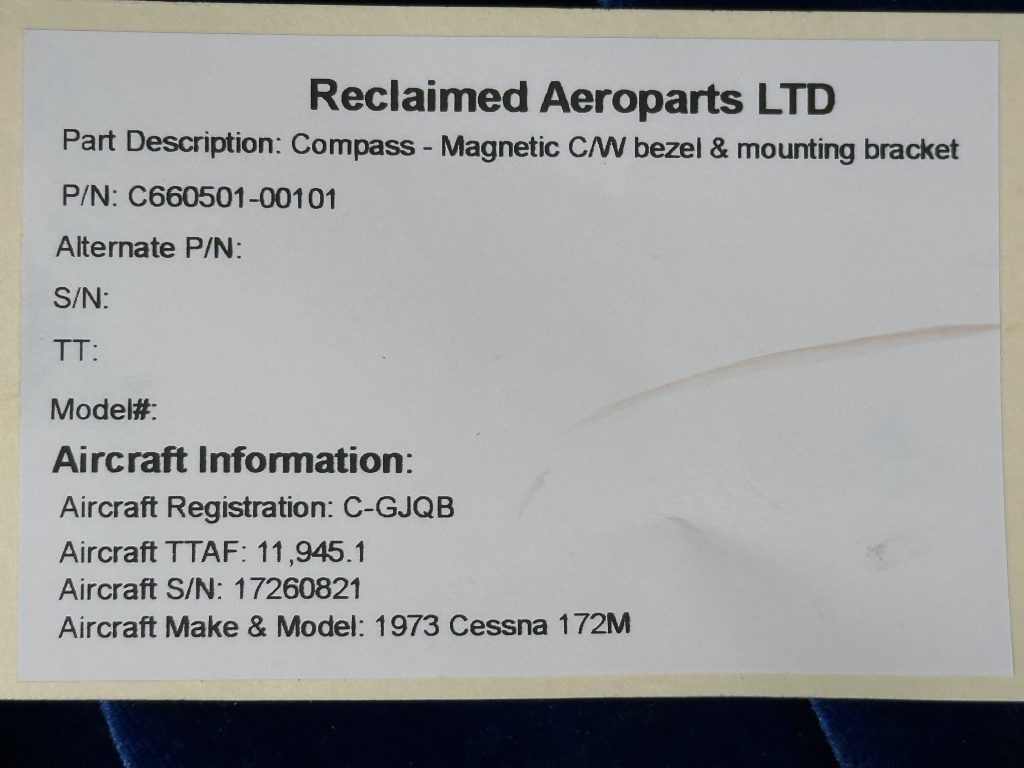 Reclaimed Aeroparts LTD
Part Description: Compass - Magnetic C/W bezel & mounting bracket
P/N: C660501-00101
Alternate P/N:
S/N:
TT:
Model#:
Aircraft Information:
Aircraft Registration: C-GJQB
Aircraft TTAF: 11,945.1
Aircraft S/N: 17260821
Aircraft Make & Model: 1973 Cessna 172M